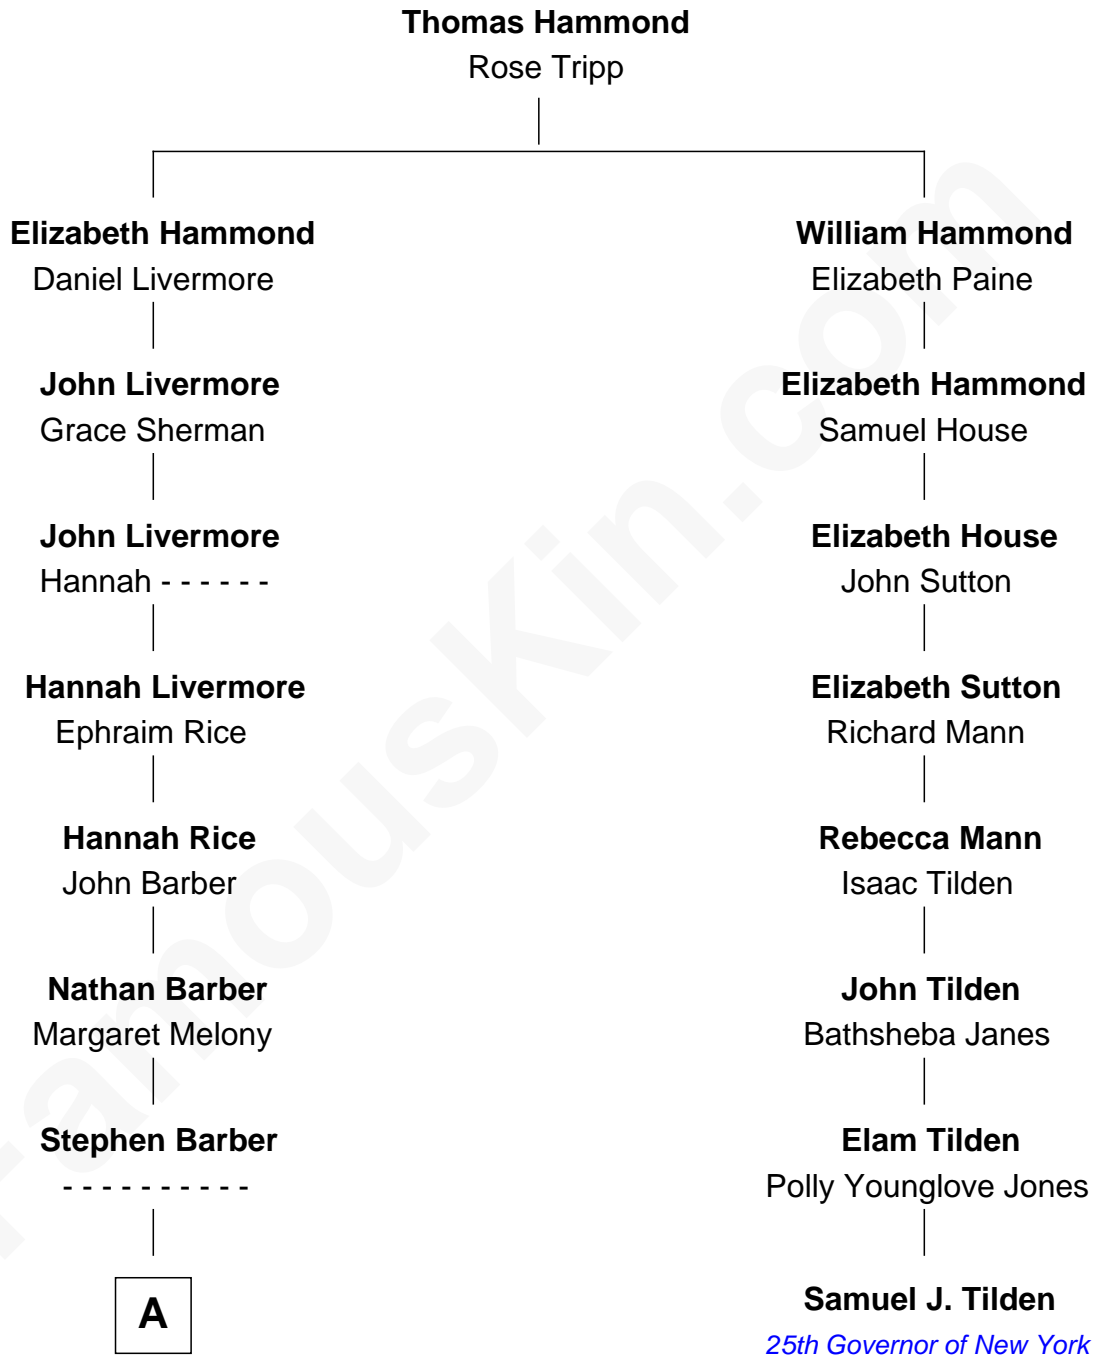 Thomas Hammond
Rose Tripp
Elizabeth Hammond
Daniel Livermore
John Livermore
Grace Sherman
John Livermore
Hannah - - - - - -
Hannah Livermore
Ephraim Rice
Hannah Rice
John Barber
Nathan Barber
Margaret Melony
Stephen Barber
- - - - - - - - - -
A
William Hammond
Elizabeth Paine
Elizabeth Hammond
Samuel House
Elizabeth House
John Sutton
Elizabeth Sutton
Richard Mann
Rebecca Mann
Isaac Tilden
John Tilden
Bathsheba Janes
Elam Tilden
Polly Younglove Jones
Samuel J. Tilden
25th Governor of New York
FamousKin.com